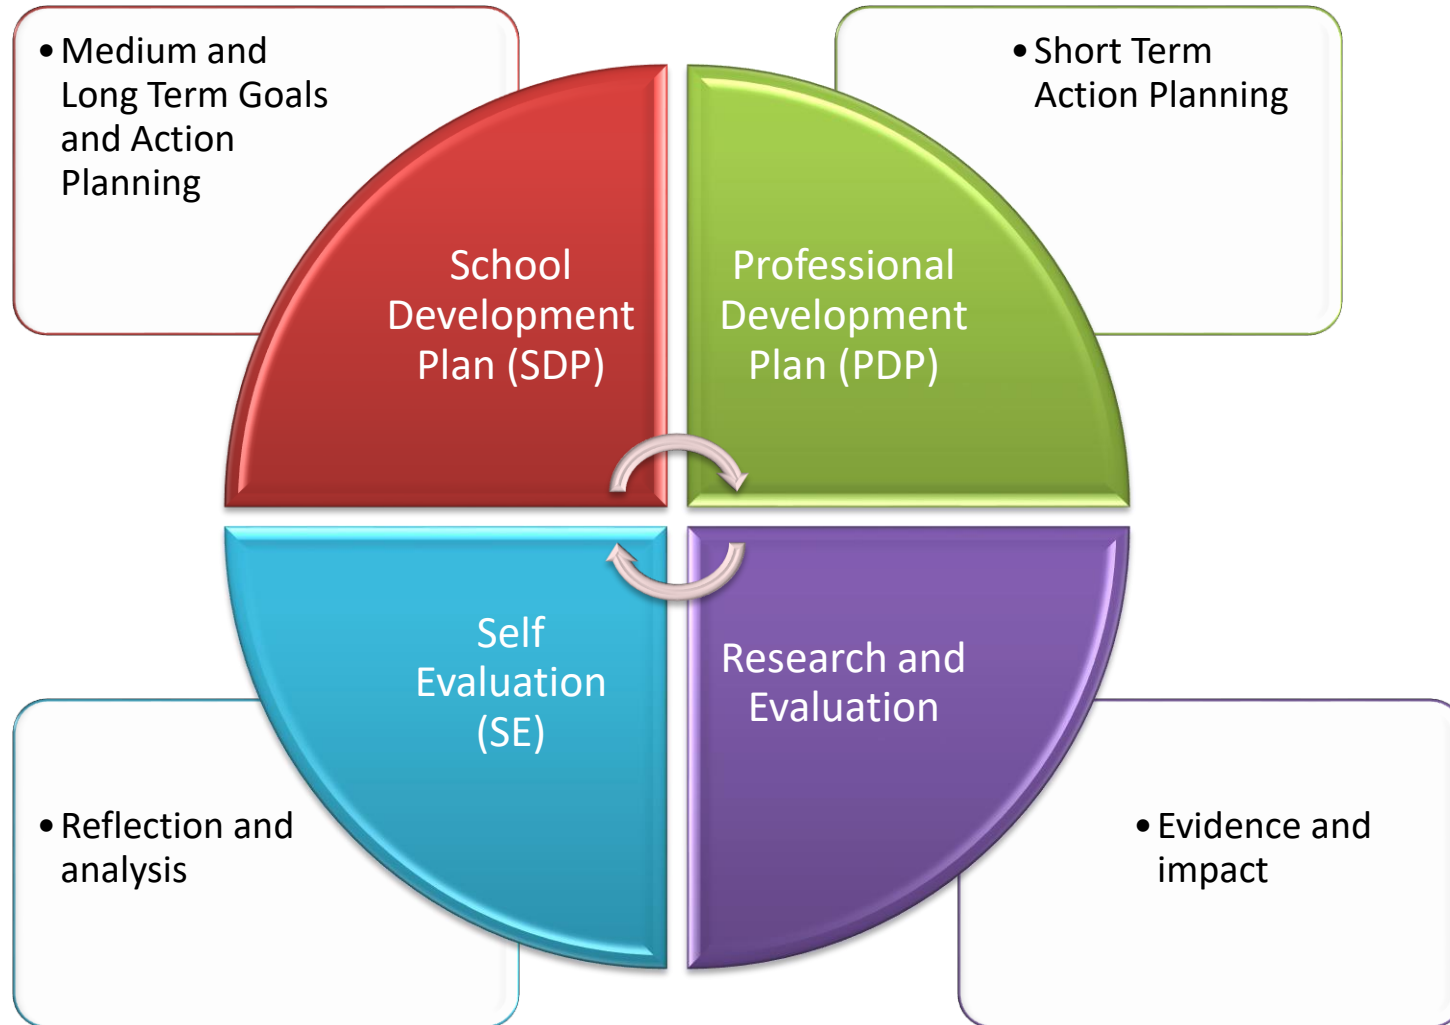 • Medium and
Long Term Goals
and Action
Planning
• Short Term
Action Planning
School
Development
Plan (SDP)
Professional
Development
Plan (PDP)
Self
Evaluation
(SE)
Research and
Evaluation
• Reflection and
analysis
• Evidence and
impact